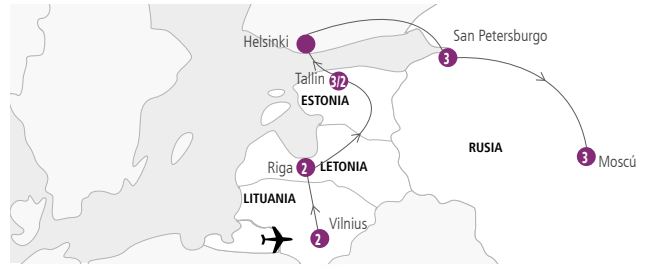 Helsinki
San Petersburgo
3
Tallin 3/2
ESTONIA
RUSIA
3 Moscú
Riga 2 LETONIA
LITUANIA
Vilnius
2